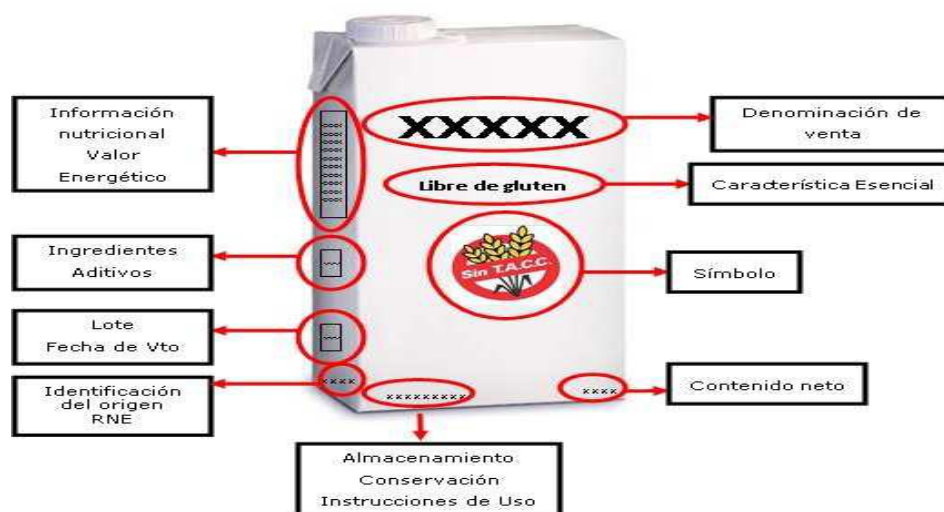 Información
nutricional
Valor
Energético
Ingredientes
Aditivos
Lote
Fecha de Vto
Identificación
del origen
RNE
XXXXX
Libre de gluten
Sin T.A.C.C.
xxxx
xxxxxxxxx
xxxx
Denominación de
venta
Característica Esencial
Símbolo
Contenido neto
Almacenamiento
Conservación
Instrucciones de Uso